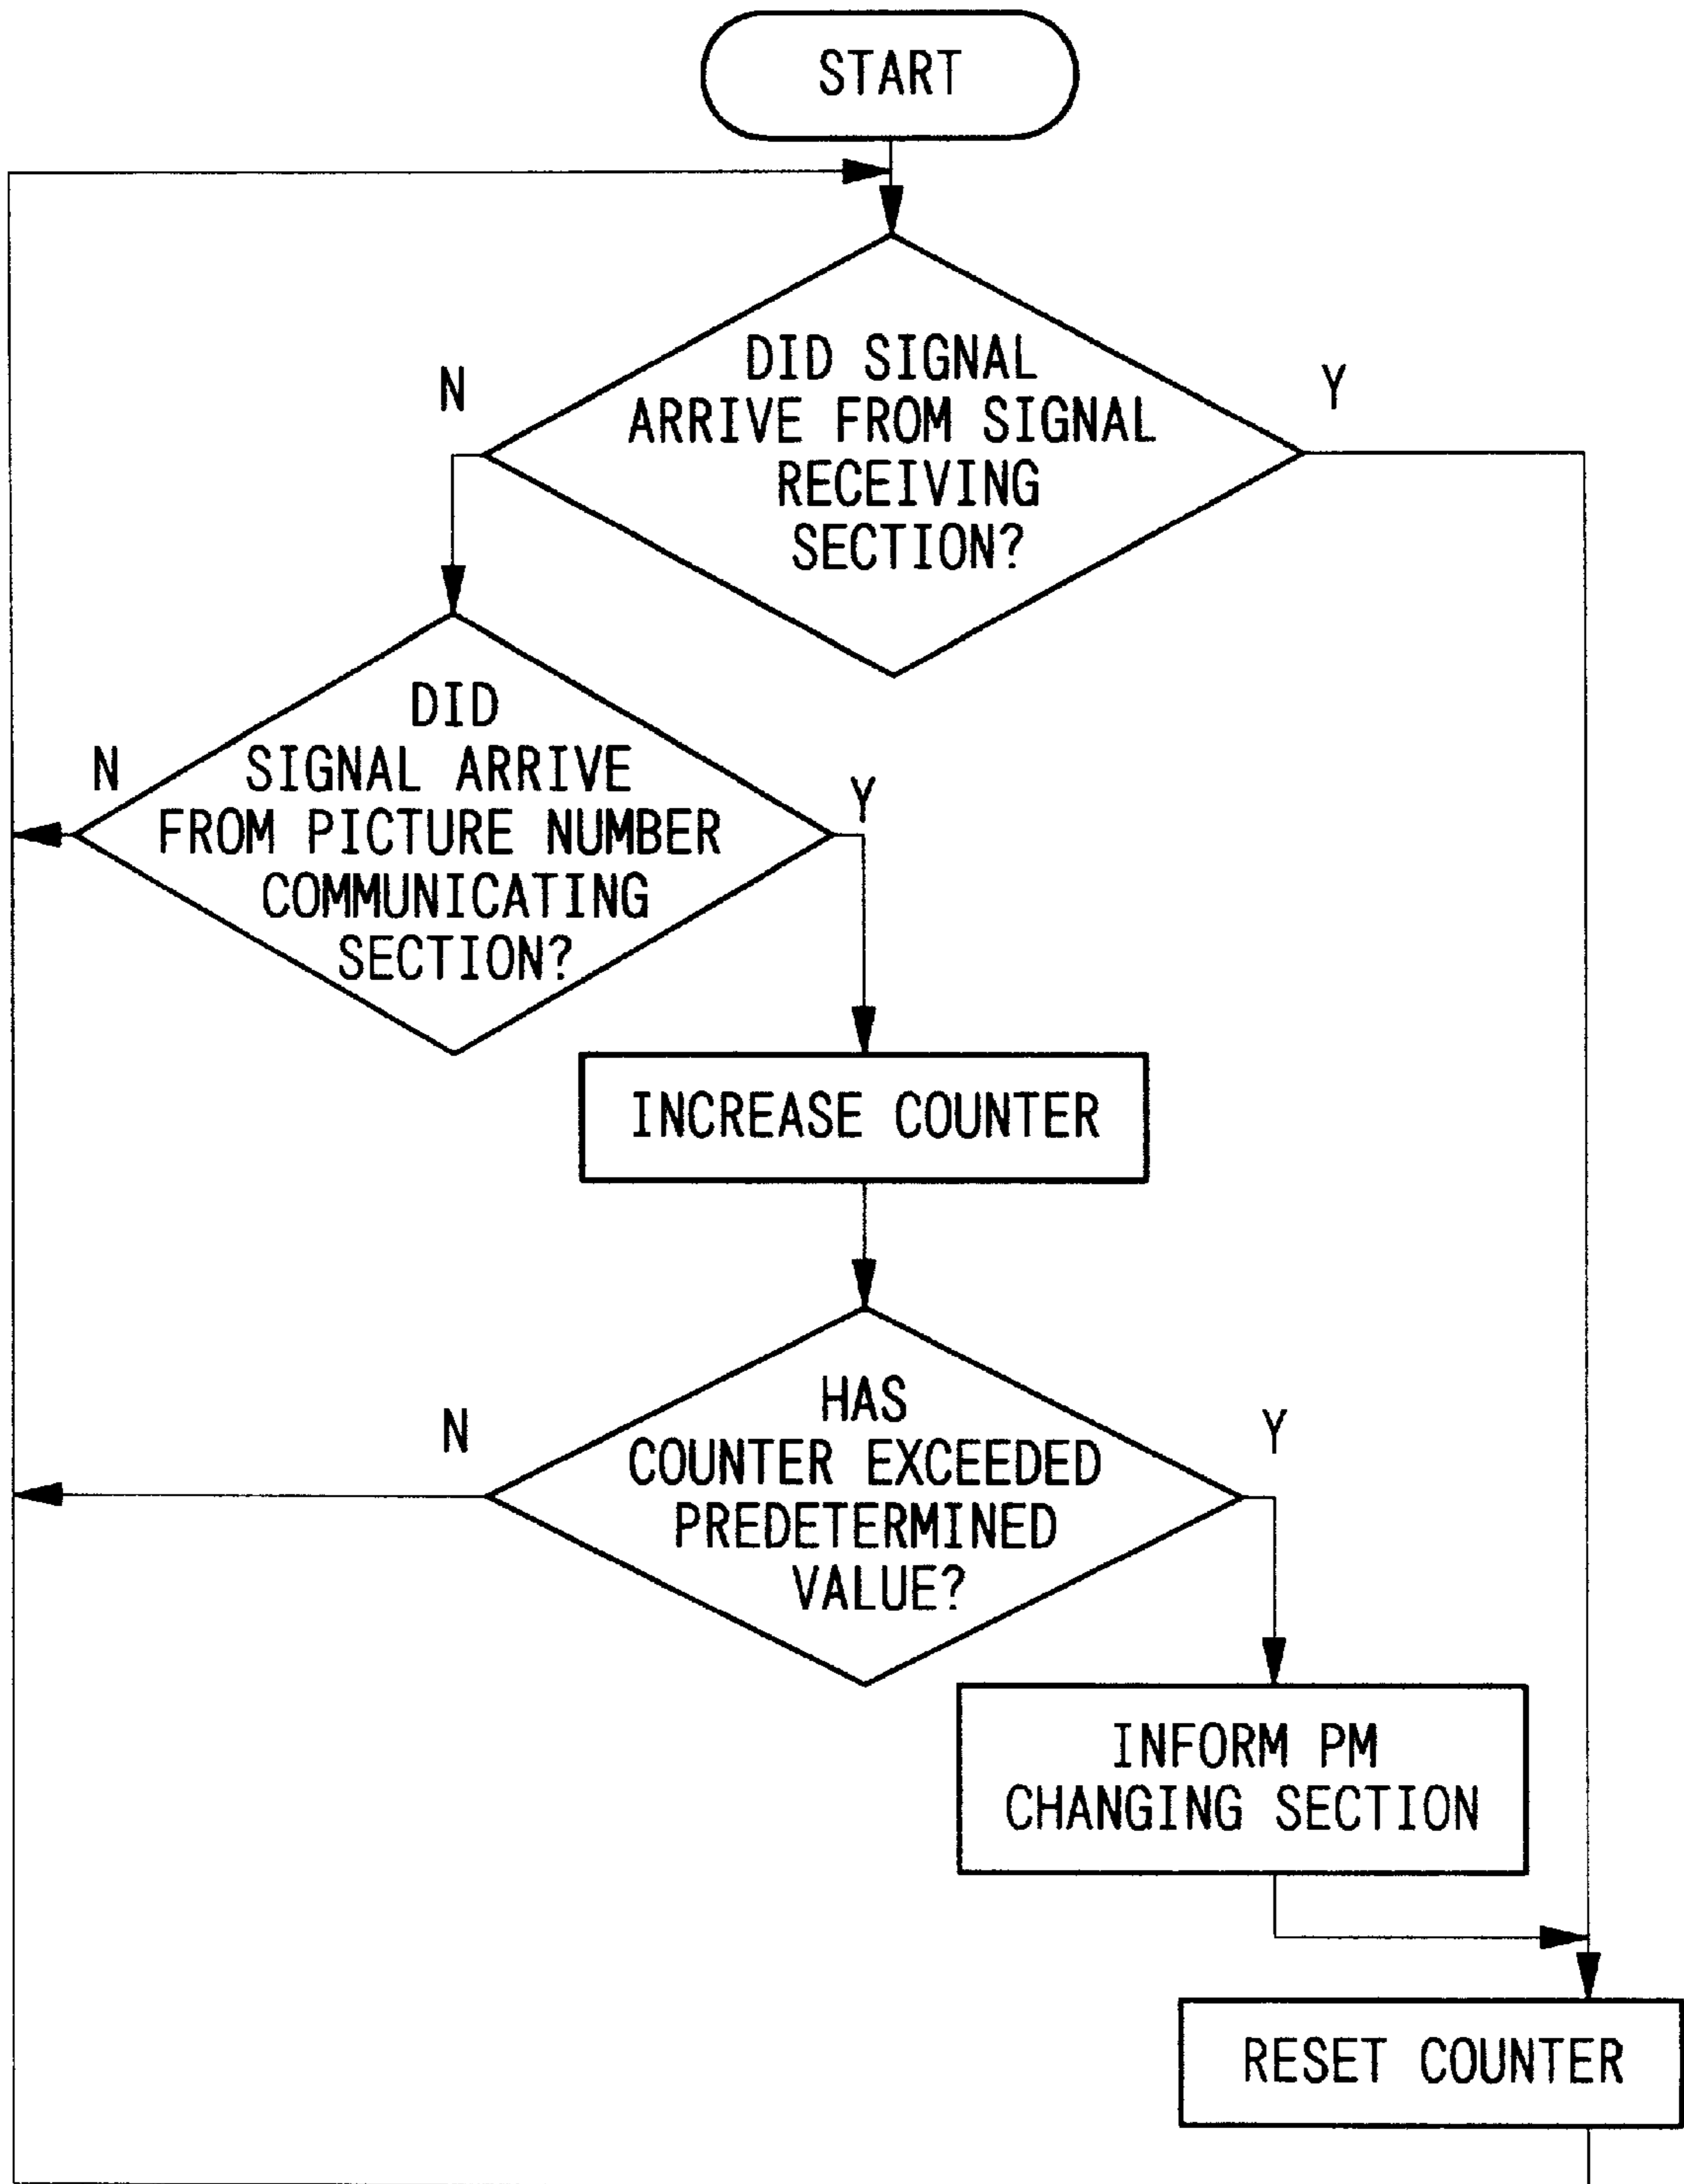 START
N
DID SIGNAL
ARRIVE FROM SIGNAL
RECEIVING
SECTION?
Y
N
DID
SIGNAL ARRIVE
FROM PICTURE NUMBER
COMMUNICATING
SECTION?
Y
INCREASE COUNTER
N
HAS
COUNTER EXCEEDED
PREDETERMINED
VALUE?
Y
INFORM PM
CHANGING SECTION
RESET COUNTER